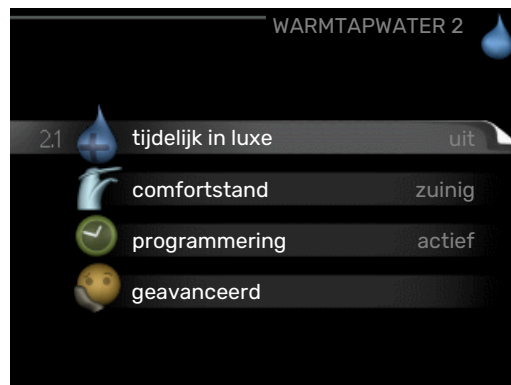 WARMTAPWATER 2
2.1 tijdelijk in luxe uit
comfortstand zuinig
programmering actief
geavanceerd